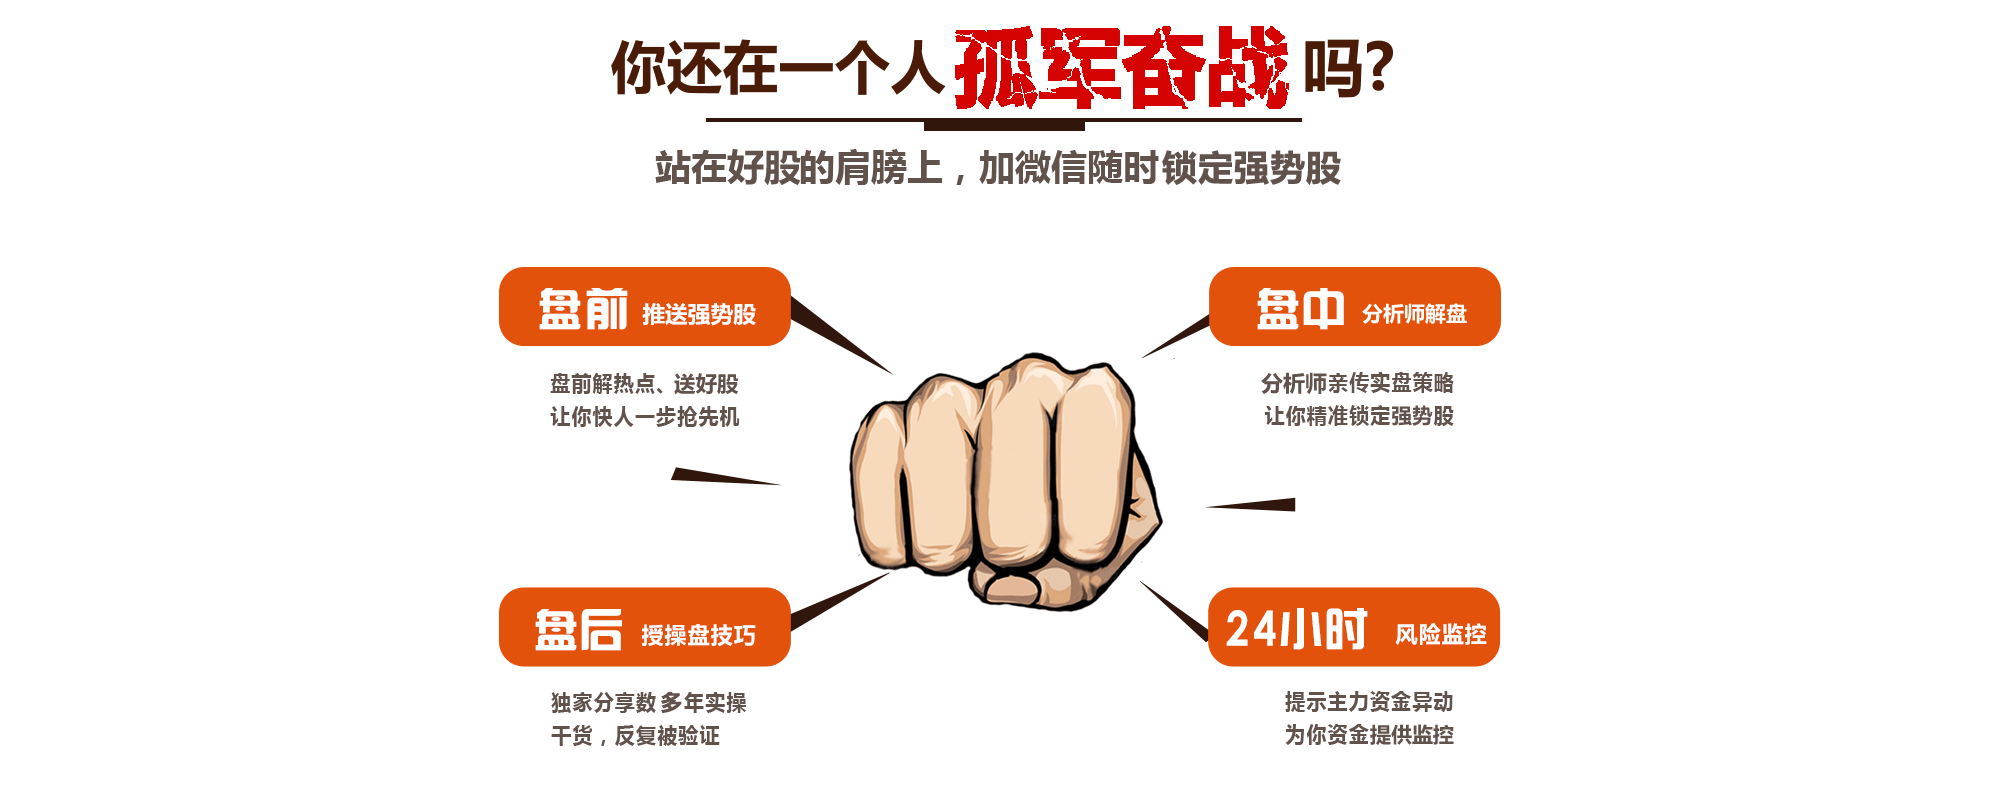 你还在一个人孤军奋战吗?
站在好股的肩膀上，加微信随时锁定强势股
盘前 推送强势股
盘前解热点、送好股
让你快人一步抢先机
盘中 分析师解盘
分析师亲传实盘策略
让你精准锁定强势股
盘后 授操盘技巧
独家分享数多年实操
干货，反复被验证
24小时 风险监控
提示主力资金异动
为你资金提供监控